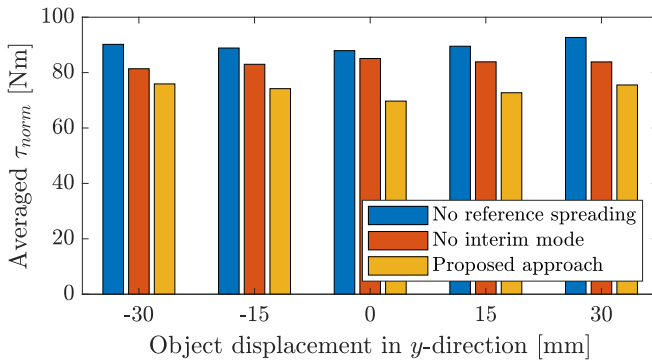 100
80
60
40
20
0
Averaged τnorm [Nm]
No reference spreading
No interim mode
Proposed approach
-30 -15 0 15 30
Object displacement in y-direction [mm]